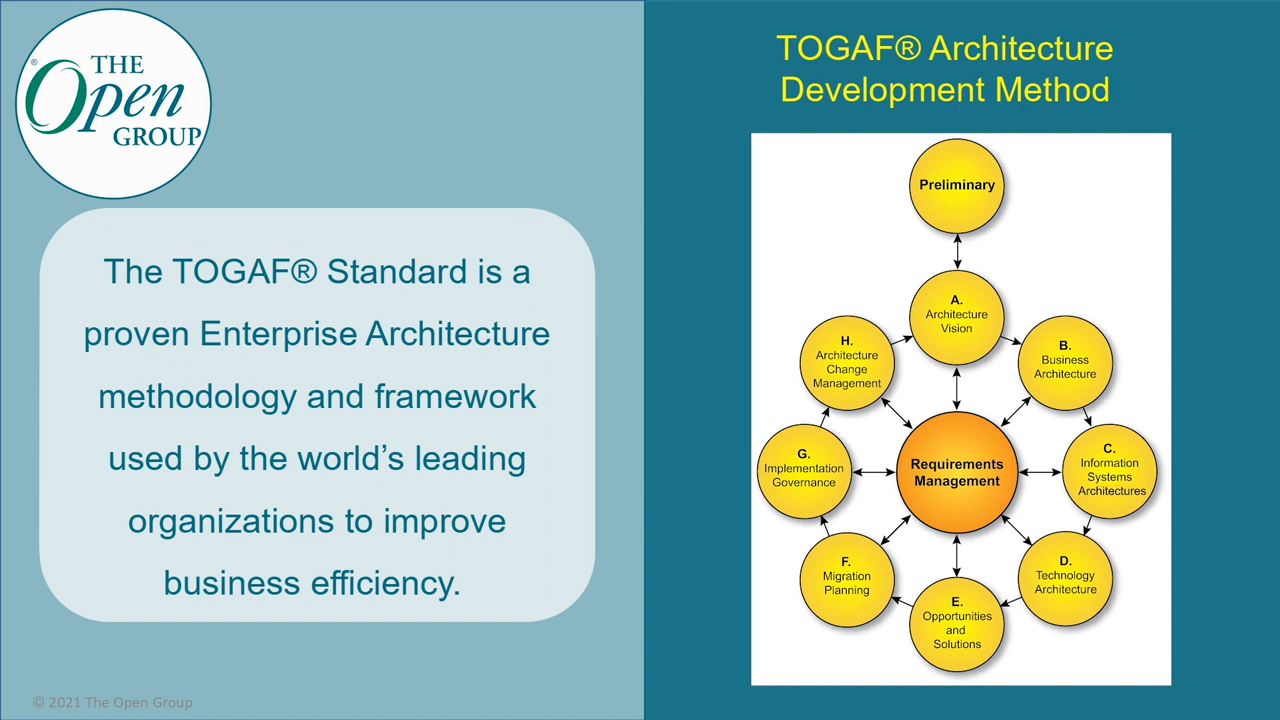 ® THE
Open
GROUP
The TOGAF® Standard is a
proven Enterprise Architecture
methodology and framework
used by the world’s leading
organizations to improve
business efficiency.
© 2021 The Open Group
TOGAF® Architecture
Development Method
Preliminary
A.
Architecture
Vision
B.
Business
Architecture
C.
Information
Systems
Architectures
D.
Technology
Architecture
E.
Opportunities
and
Solutions
F.
Migration
Planning
G.
Implementation
Governance
H.
Architecture
Change
Management
Requirements
Management